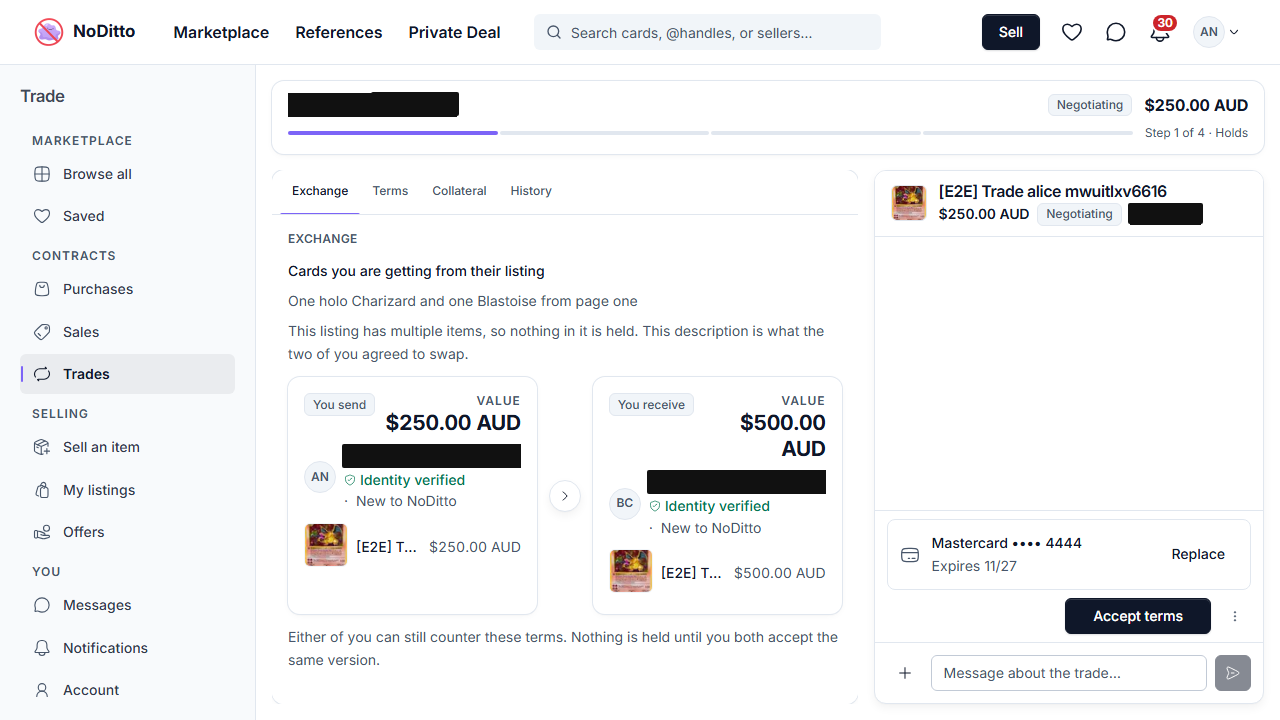 NoDitto
Marketplace
References
Private Deal
Search cards, @handles, or sellers...
Sell
30
AN
Trade
MARKETPLACE
Browse all
Saved
CONTRACTS
Purchases
Sales
Trades
SELLING
Sell an item
My listings
Offers
YOU
Messages
Notifications
Account
Negotiating
$250.00 AUD
Step 1 of 4 · Holds
Exchange
Terms
Collateral
History
EXCHANGE
Cards you are getting from their listing
One holo Charizard and one Blastoise from page one
This listing has multiple items, so nothing in it is held. This description is what the
two of you agreed to swap.
You send
VALUE
$250.00 AUD
AN
Identity verified
· New to NoDitto
[E2E] T...
$250.00 AUD
You receive
VALUE
$500.00
AUD
BC
Identity verified
· New to NoDitto
[E2E] T...
$500.00 AUD
Either of you can still counter these terms. Nothing is held until you both accept the
same version.
[E2E] Trade alice mwuitlxv6616
$250.00 AUD
Negotiating
Mastercard •••• 4444
Expires 11/27
Replace
Accept terms
Message about the trade...